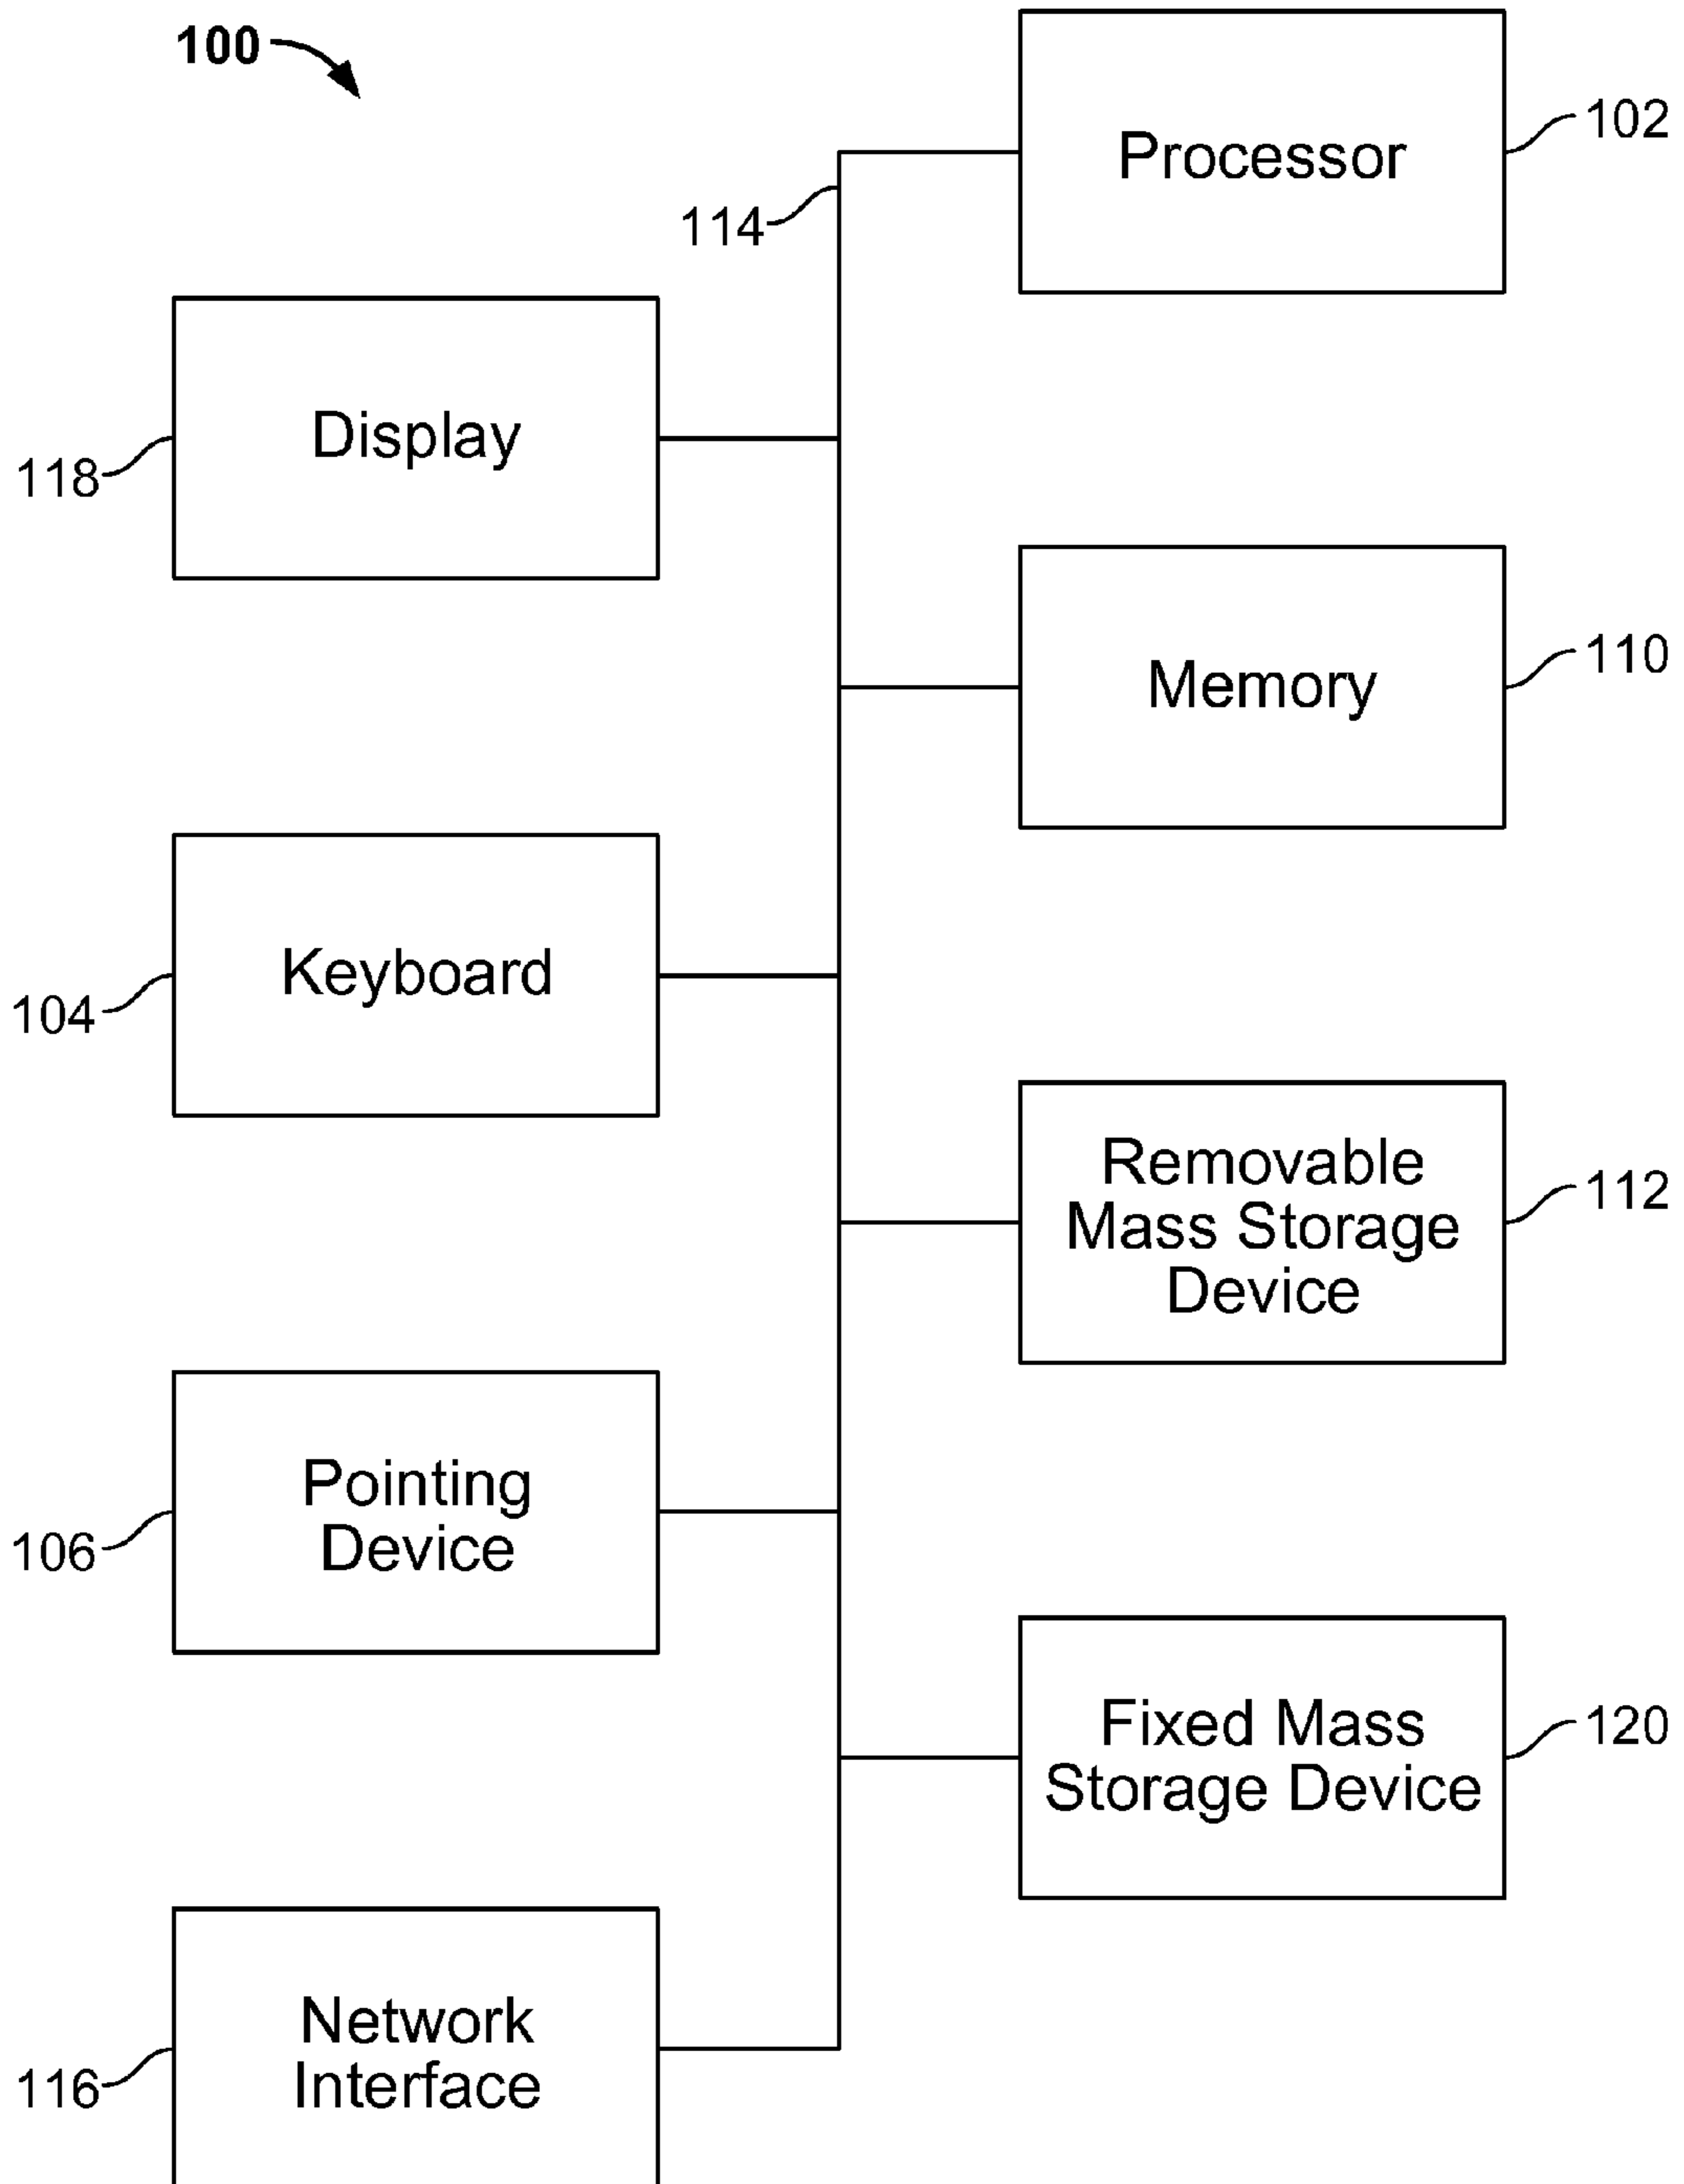 100
Processor
102
114
Display
118
Memory
110
Keyboard
104
Removable
Mass Storage
Device
112
Pointing
Device
106
Fixed Mass
Storage Device
120
Network
Interface
116